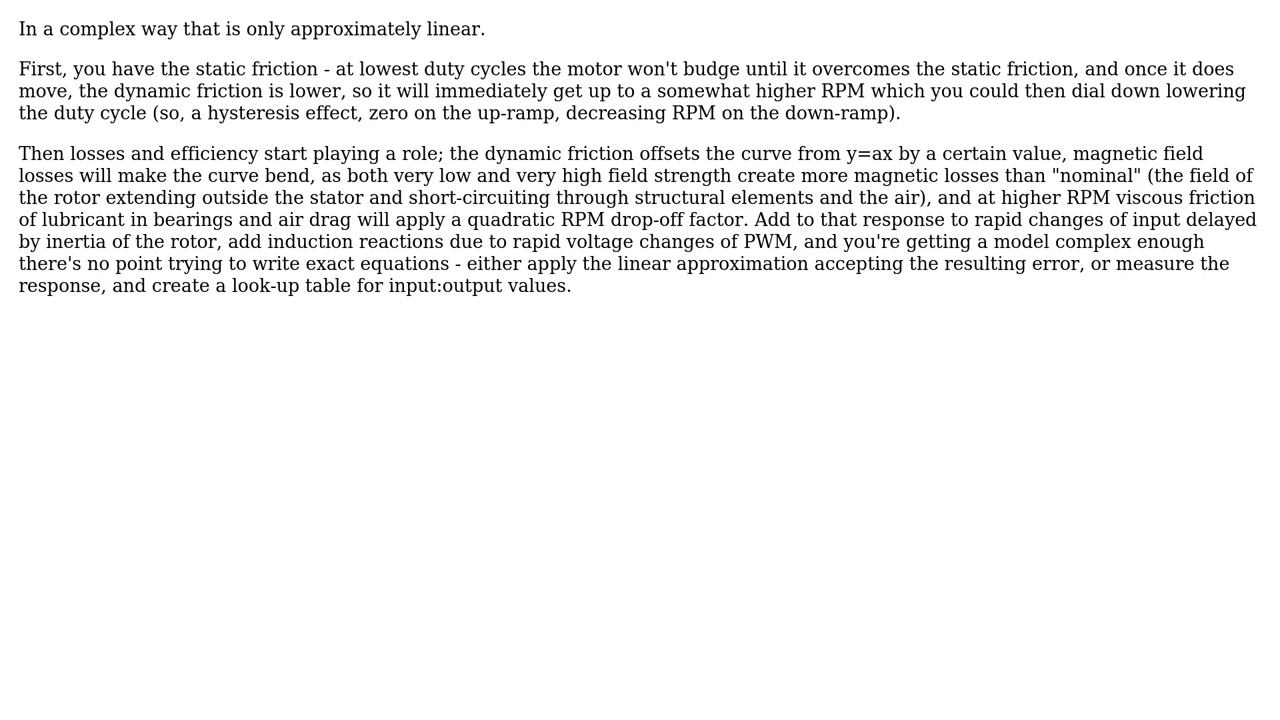 In a complex way that is only approximately linear.
First, you have the static friction - at lowest duty cycles the motor won't budge until it overcomes the static friction, and once it does
move, the dynamic friction is lower, so it will immediately get up to a somewhat higher RPM which you could then dial down lowering
the duty cycle (so, a hysteresis effect, zero on the up-ramp, decreasing RPM on the down-ramp).
Then losses and efficiency start playing a role; the dynamic friction offsets the curve from y=ax by a certain value, magnetic field
losses will make the curve bend, as both very low and very high field strength create more magnetic losses than "nominal" (the field of
the rotor extending outside the stator and short-circuiting through structural elements and the air), and at higher RPM viscous friction
of lubricant in bearings and air drag will apply a quadratic RPM drop-off factor. Add to that response to rapid changes of input delayed
by inertia of the rotor, add induction reactions due to rapid voltage changes of PWM, and you're getting a model complex enough
there's no point trying to write exact equations - either apply the linear approximation accepting the resulting error, or measure the
response, and create a look-up table for input:output values.